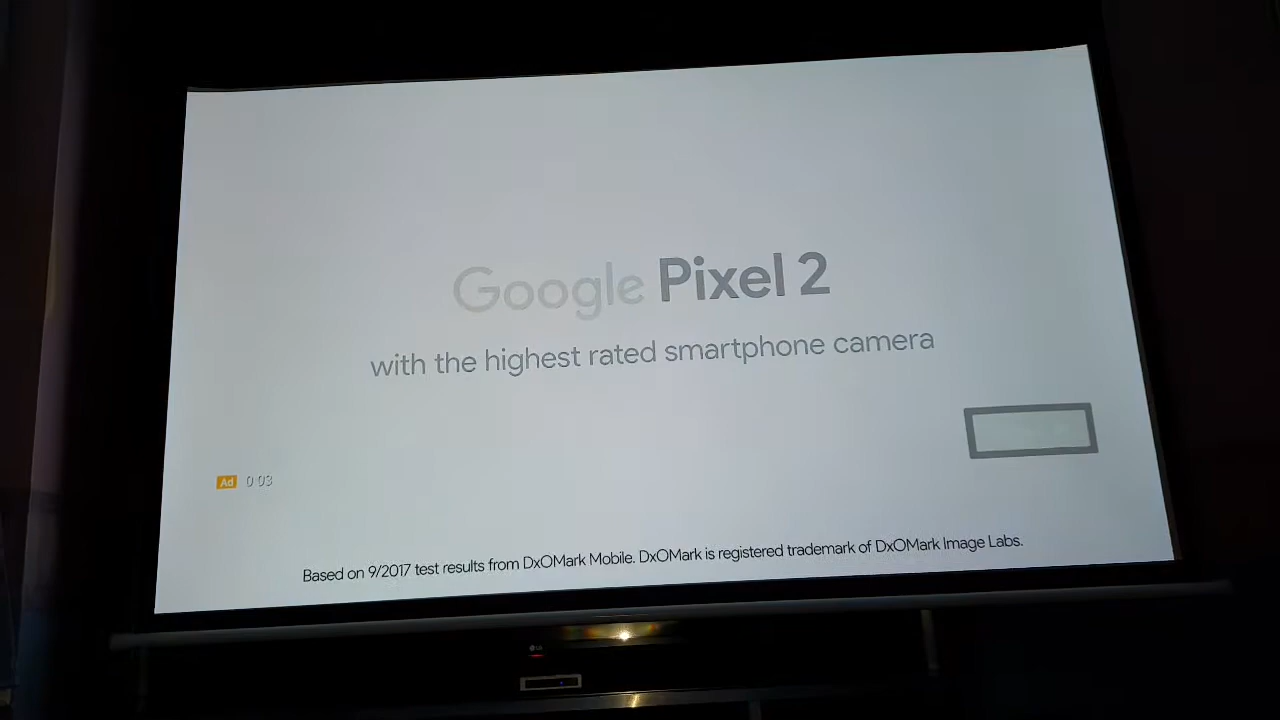 Google Pixel 2
with the highest rated smartphone camera
Ad 0:03
Based on 9/2017 test results from DxOMark Mobile. DxOMark is registered trademark of DxOMark Image Labs.
LG